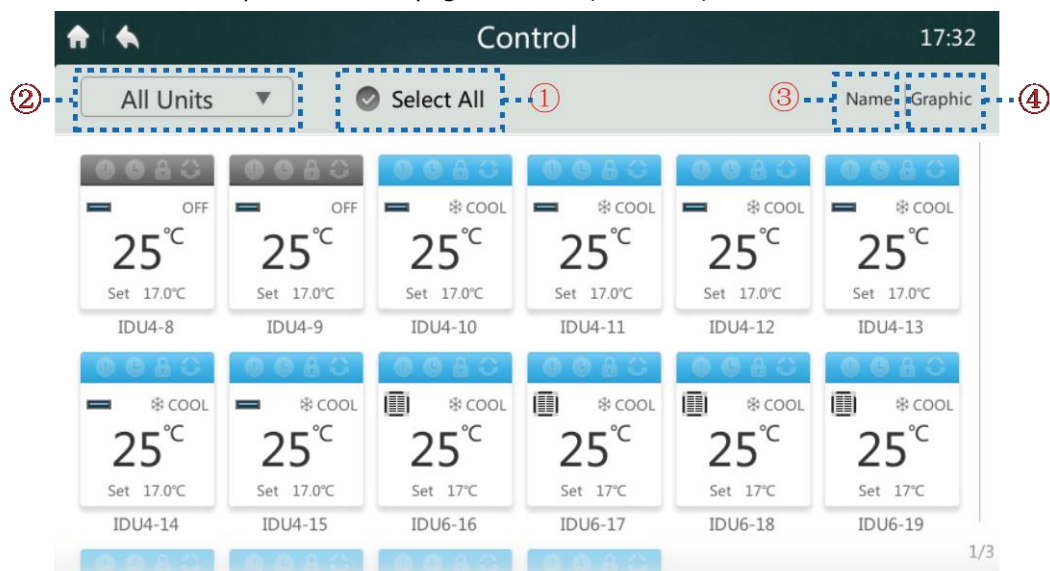 Control
17:32
② All Units ▼ Select All ① ③ Name Graphic ④
OFF OFF COOL COOL COOL COOL
25℃ 25℃ 25℃ 25℃ 25℃ 25℃
Set 17.0℃ Set 17.0℃ Set 17.0℃ Set 17.0℃ Set 17.0℃ Set 17.0℃
IDU4-8 IDU4-9 IDU4-10 IDU4-11 IDU4-12 IDU4-13
COOL COOL COOL COOL COOL COOL
25℃ 25℃ 25℃ 25℃ 25℃ 25℃
Set 17.0℃ Set 17.0℃ Set 17℃ Set 17℃ Set 17℃ Set 17℃
IDU4-14 IDU4-15 IDU6-16 IDU6-17 IDU6-18 IDU6-19
1/3